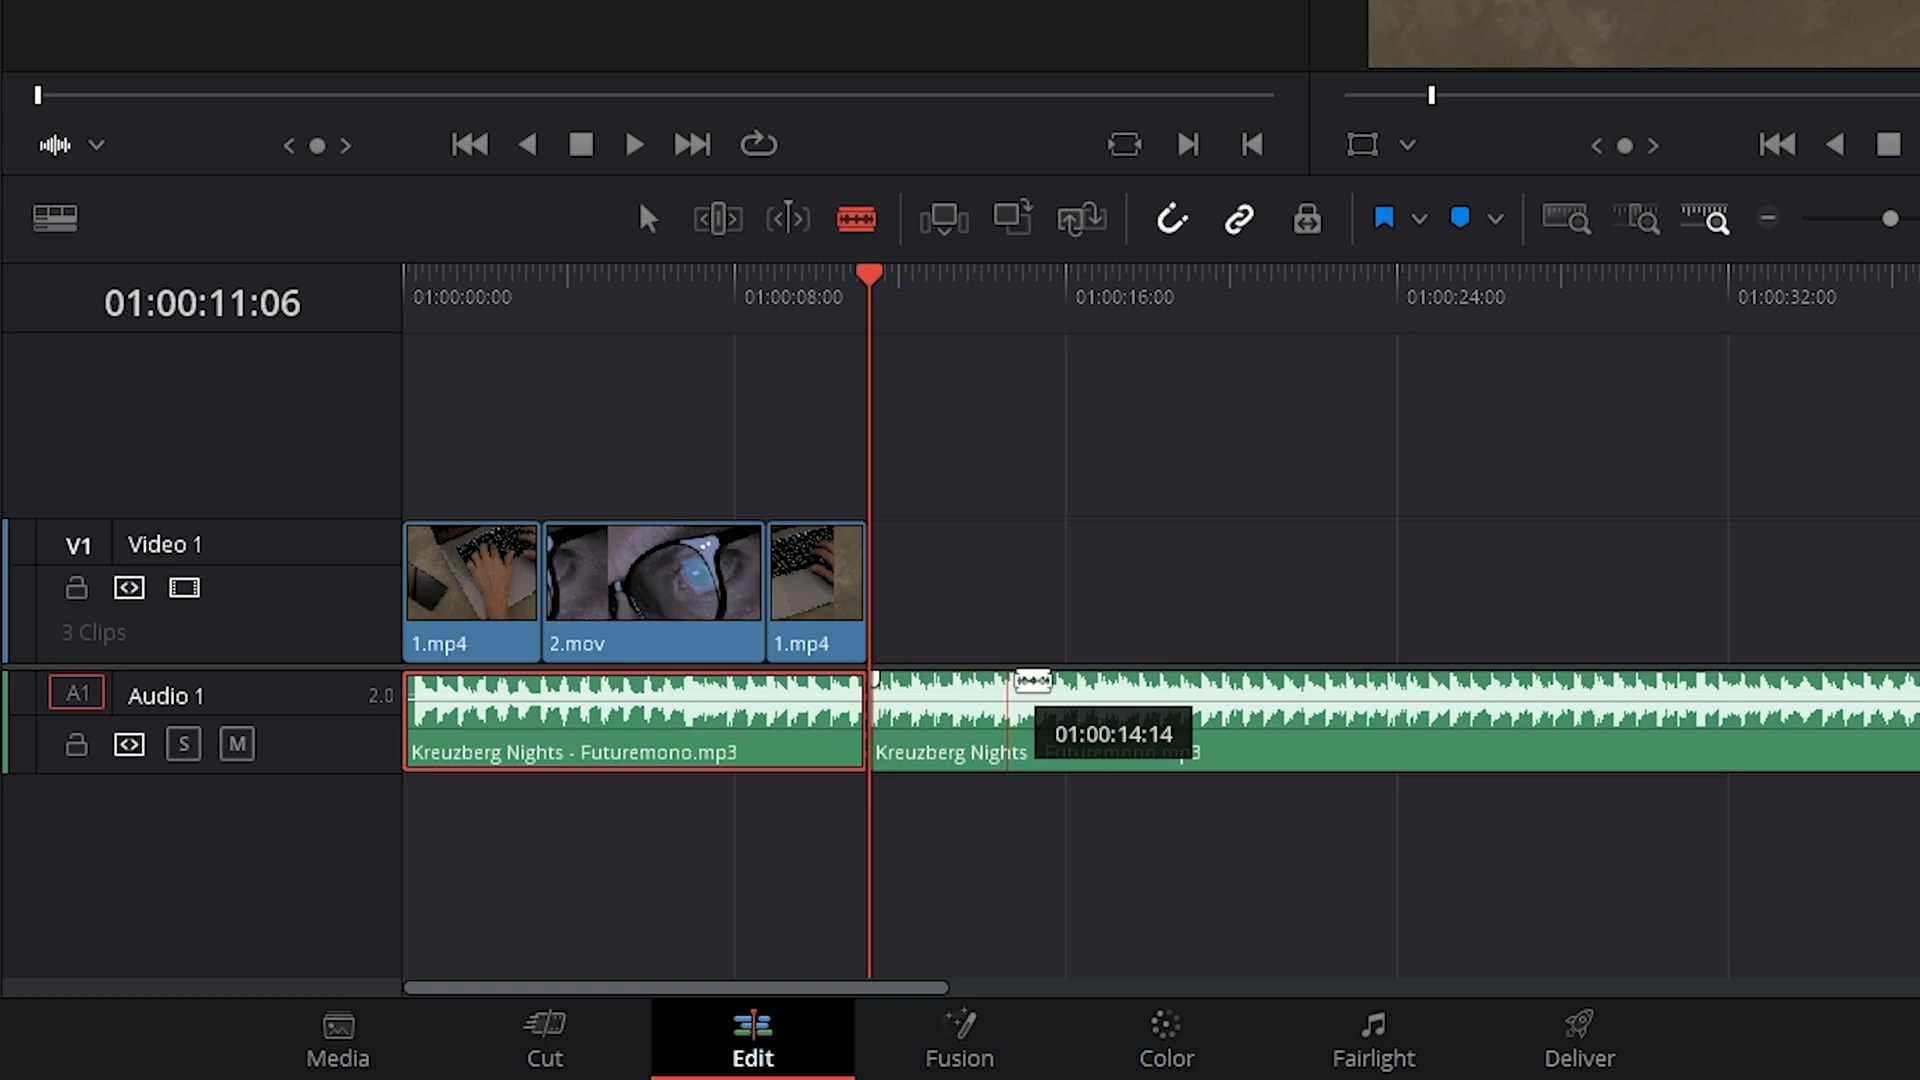 01:00:11:06
01:00:00:00
01:00:08:00
01:00:16:00
01:00:24:00
01:00:32:00
V1
Video 1
3 Clips
1.mp4
2.mov
1.mp4
A1
Audio 1
2.0
S
M
Kreuzberg Nights - Futuremono.mp3
Kreuzberg Nights - Futuremono.mp3
01:00:14:14
Media
Cut
Edit
Fusion
Color
Fairlight
Deliver